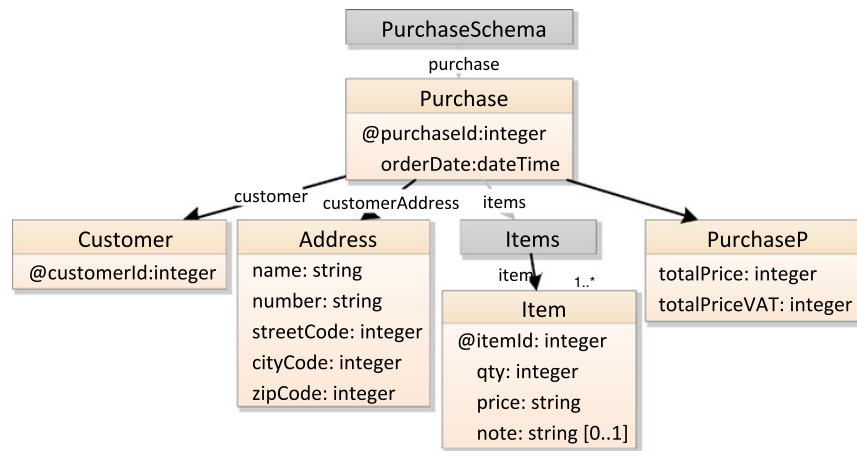 PurchaseSchema
purchase
Purchase
@purchaseId:integer
orderDate:dateTime
customer
customerAddress
items
Customer
@customerId:integer
Address
name: string
number: string
streetCode: integer
cityCode: integer
zipCode: integer
Items
item
1..*
Item
@itemId: integer
qty: integer
price: string
note: string [0..1]
PurchaseP
totalPrice: integer
totalPriceVAT: integer